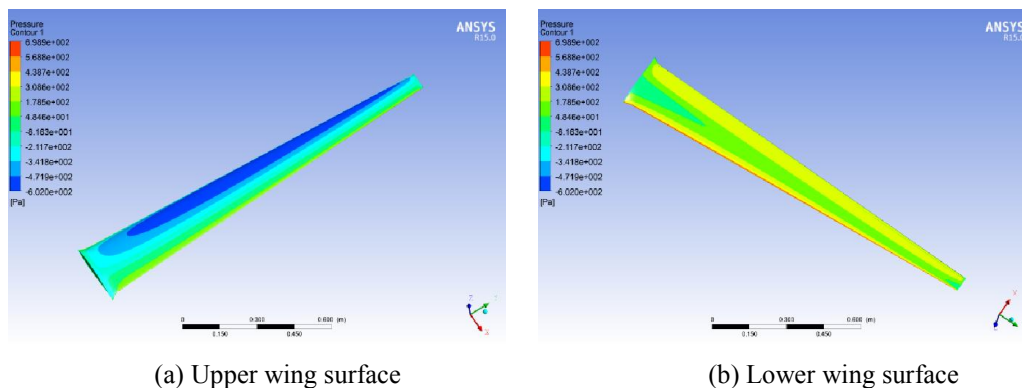 Pressure
Contour 1
6.989e+002
5.688e+002
4.387e+002
3.086e+002
1.785e+002
4.846e+001
-8.163e+001
-2.117e+002
-3.418e+002
-4.719e+002
-6.020e+002
[Pa]
ANSYS
R15.0
0 0.300 0.600 (m)
0.150 0.450
Z Y X
(a) Upper wing surface
Pressure
Contour 1
6.989e+002
5.688e+002
4.387e+002
3.086e+002
1.785e+002
4.846e+001
-8.163e+001
-2.117e+002
-3.418e+002
-4.719e+002
-6.020e+002
[Pa]
ANSYS
R15.0
0 0.300 0.600 (m)
0.150 0.450
(b) Lower wing surface